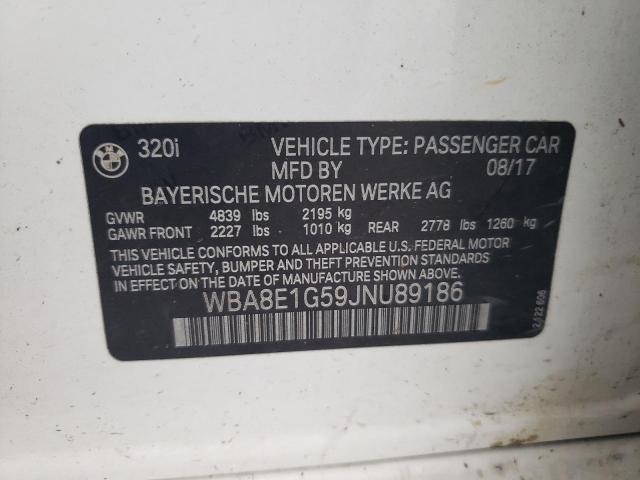 BMW 320i VEHICLE TYPE: PASSENGER CAR
MFD BY 08/17
BAYERISCHE MOTOREN WERKE AG
GVWR 4839 lbs 2195 kg
GAWR FRONT 2227 lbs 1010 kg REAR 2778 lbs 1260 kg
THIS VEHICLE CONFORMS TO ALL APPLICABLE U.S. FEDERAL MOTOR
VEHICLE SAFETY, BUMPER, AND THEFT PREVENTION STANDARDS
IN EFFECT ON THE DATE OF MANUFACTURE SHOWN ABOVE.
WBA8E1G59JNU89186